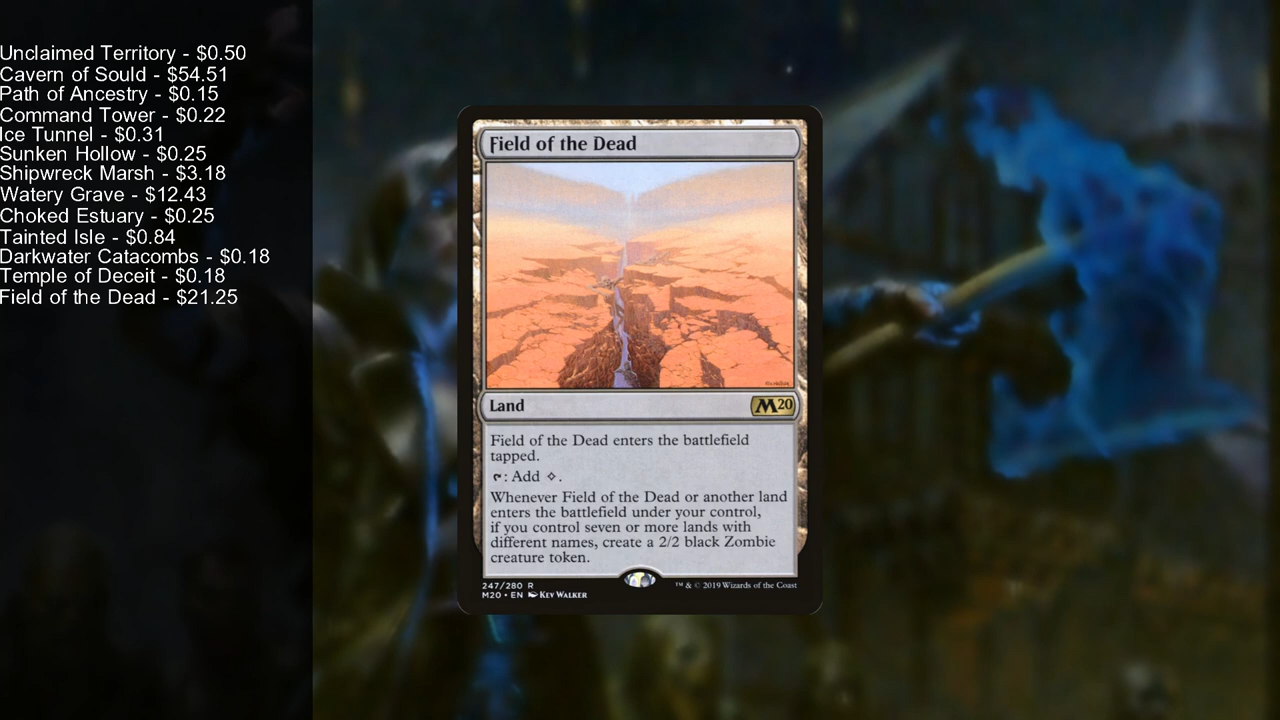 Unclaimed Territory - $0.50
Cavern of Sould - $54.51
Path of Ancestry - $0.15
Command Tower - $0.22
Ice Tunnel - $0.31
Sunken Hollow - $0.25
Shipwreck Marsh - $3.18
Watery Grave - $12.43
Choked Estuary - $0.25
Tainted Isle - $0.84
Darkwater Catacombs - $0.18
Temple of Deceit - $0.18
Field of the Dead - $21.25
Field of the Dead
Land
M20
Field of the Dead enters the battlefield
tapped.
: Add .
Whenever Field of the Dead or another land
enters the battlefield under your control,
if you control seven or more lands with
different names, create a 2/2 black Zombie
creature token.
247/280 R
M20 • EN Kev Walker
™ & © 2019 Wizards of the Coast